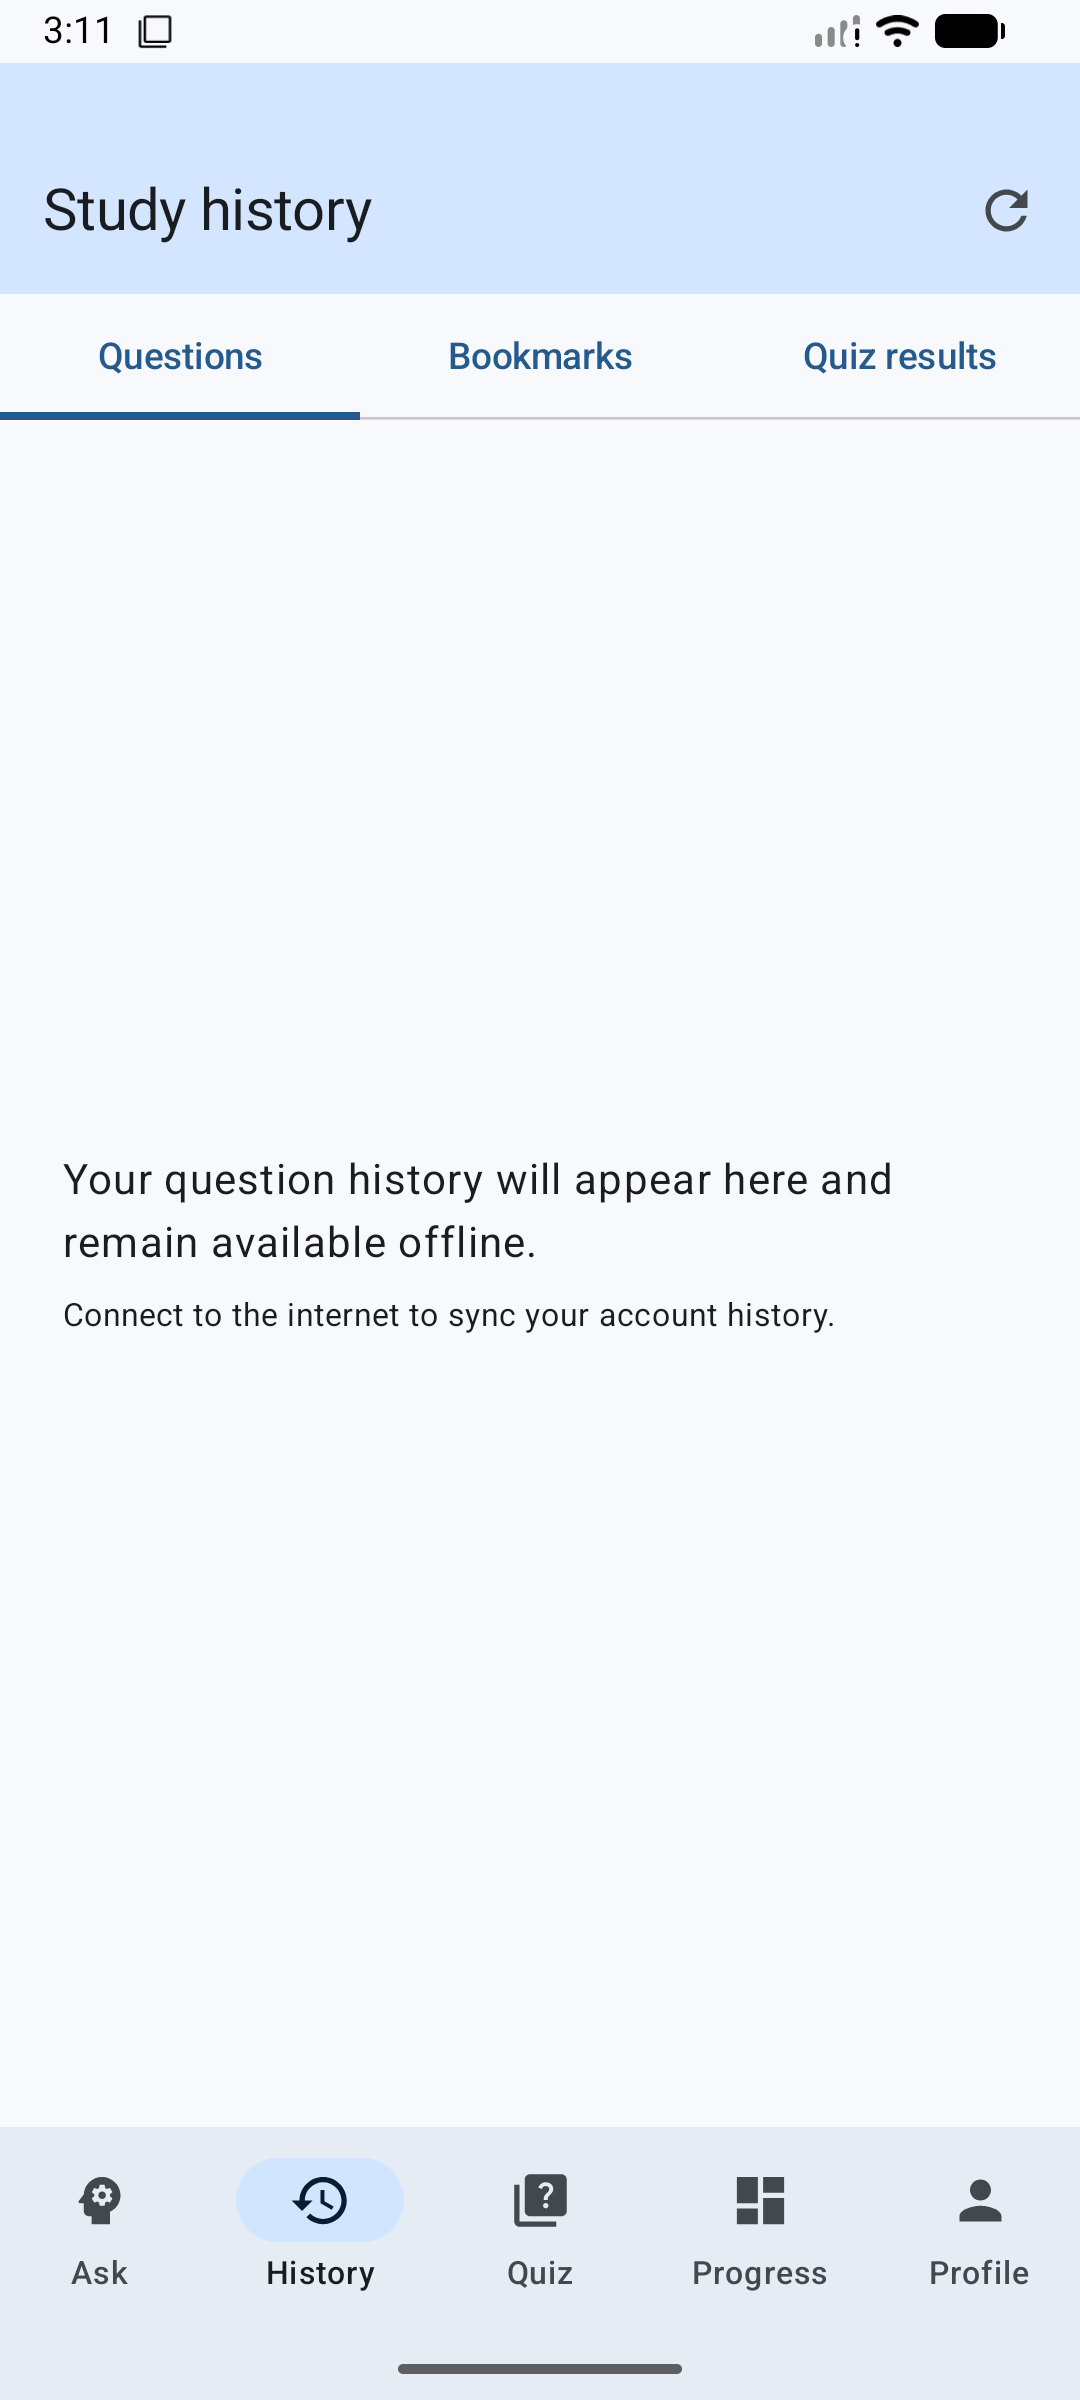 3:11
Study history
Questions
Bookmarks
Quiz results
Your question history will appear here and
remain available offline.
Connect to the internet to sync your account history.
Ask
History
Quiz
Progress
Profile